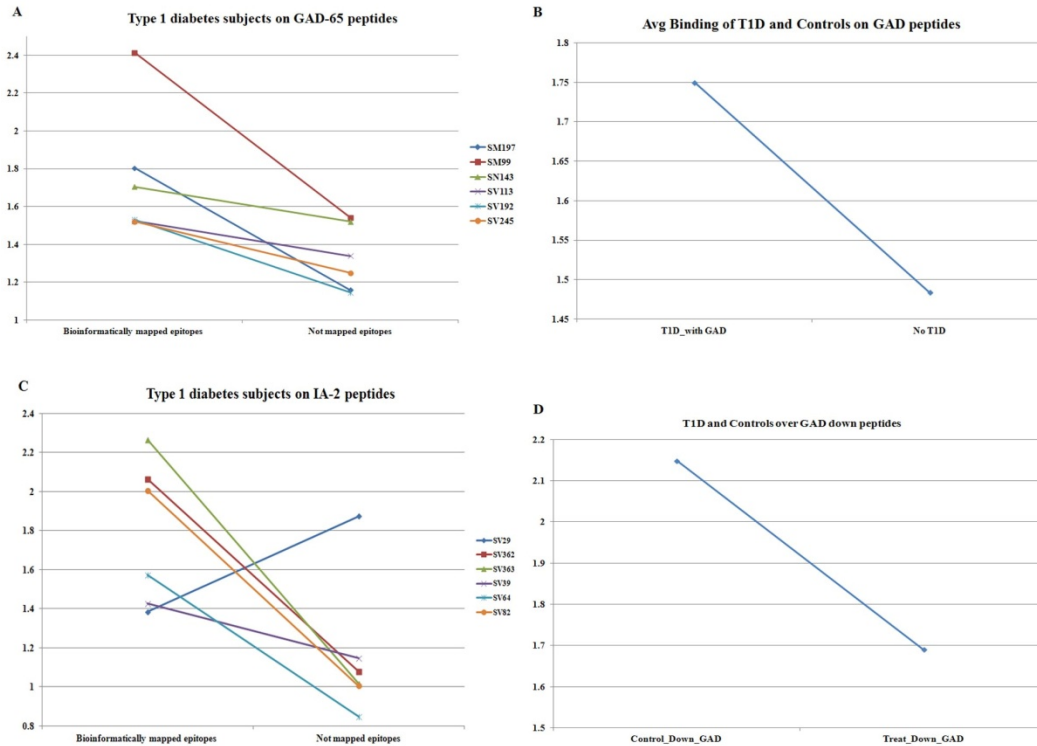 A
Type 1 diabetes subjects on GAD-65 peptides
2.4
2.2
2
1.8
1.6
1.4
1.2
1
Bioinformatically mapped epitopes
Not mapped epitopes
SM197
SM99
SN143
SV113
SV192
SV245
B
Avg Binding of T1D and Controls on GAD peptides
1.8
1.75
1.7
1.65
1.6
1.55
1.5
1.45
T1D_with GAD
No T1D
C
Type 1 diabetes subjects on IA-2 peptides
2.4
2.2
2
1.8
1.6
1.4
1.2
1
0.8
Bioinformatically mapped epitopes
Not mapped epitopes
SV29
SV362
SV363
SV39
SV64
SV82
D
T1D and Controls over GAD down peptides
2.2
2.1
2
1.9
1.8
1.7
1.6
1.5
Control_Down_GAD
Treat_Down_GAD